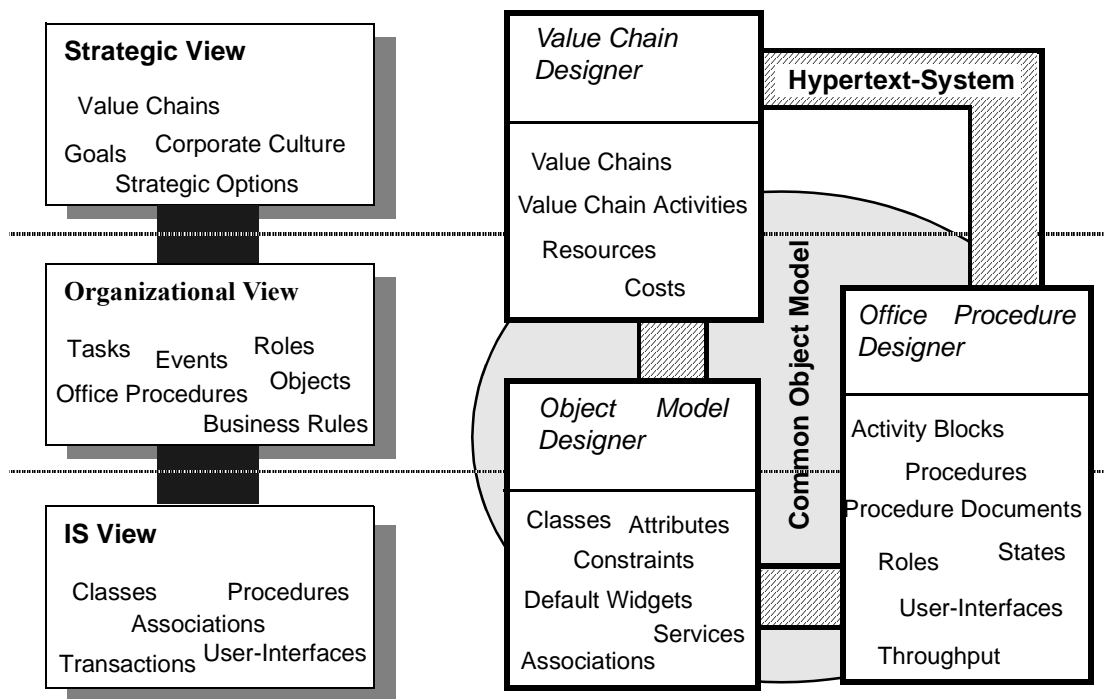 Strategic View
Value Chains
Goals
Corporate Culture
Strategic Options
Organizational View
Tasks
Events
Roles
Office Procedures
Objects
Business Rules
IS View
Classes
Procedures
Associations
Transactions
User-Interfaces
Value Chain
Designer
Value Chains
Value Chain Activities
Resources
Costs
Hypertext-System
Common Object Model
Object Model
Designer
Classes
Attributes
Constraints
Default Widgets
Services
Associations
Office Procedure
Designer
Activity Blocks
Procedures
Procedure Documents
Roles
States
User-Interfaces
Throughput